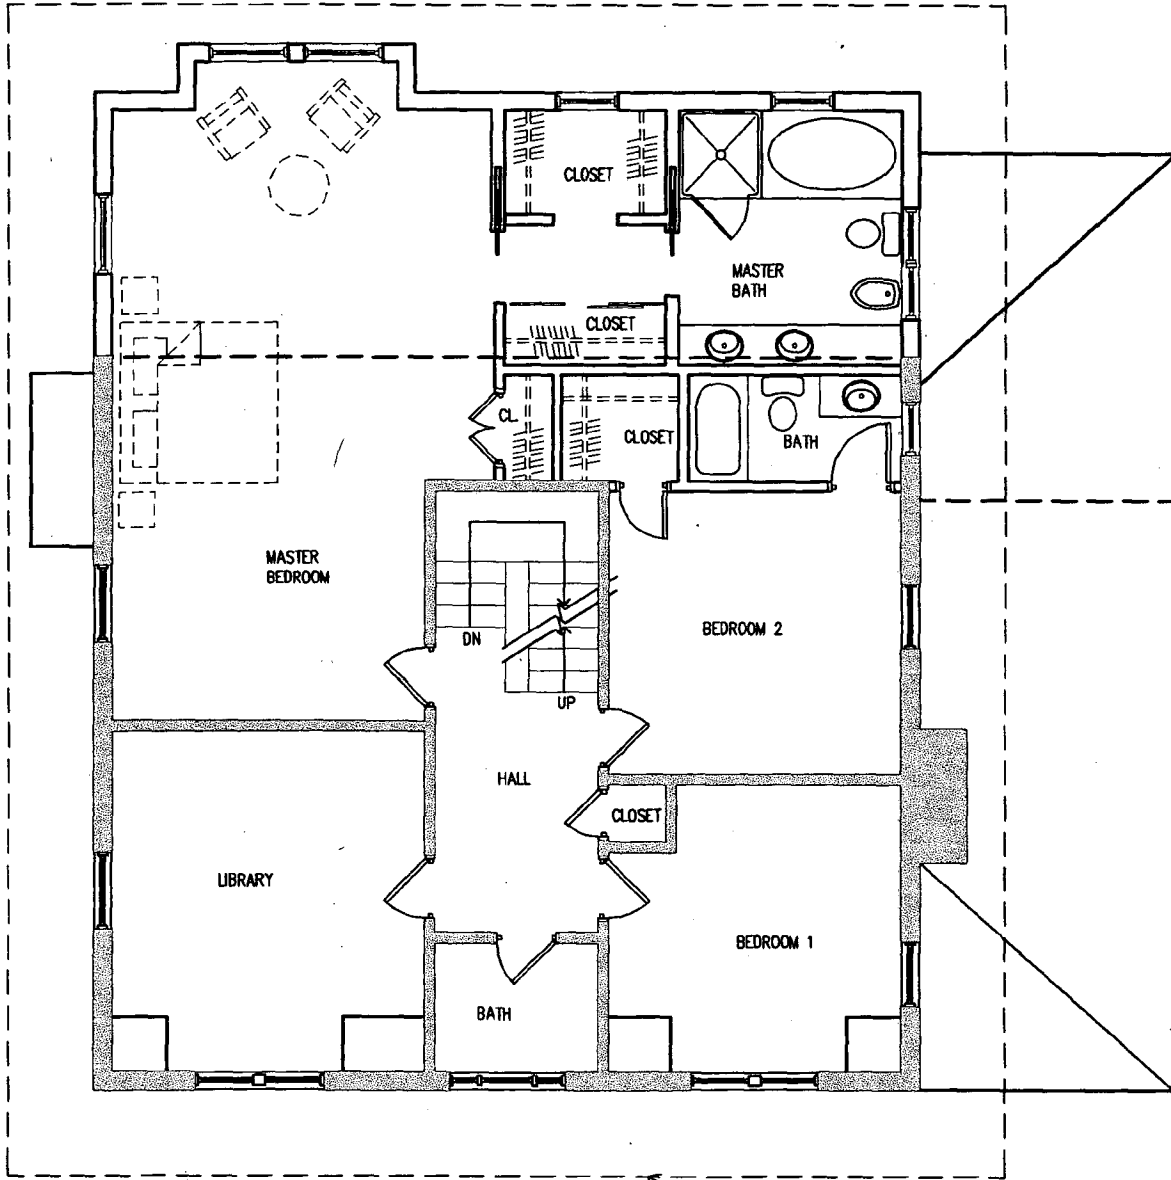 CLOSET
MASTER
BATH
CLOSET
CL.
CLOSET
BATH
MASTER
BEDROOM
DN
UP
BEDROOM 2
HALL
CLOSET
LIBRARY
BEDROOM 1
BATH